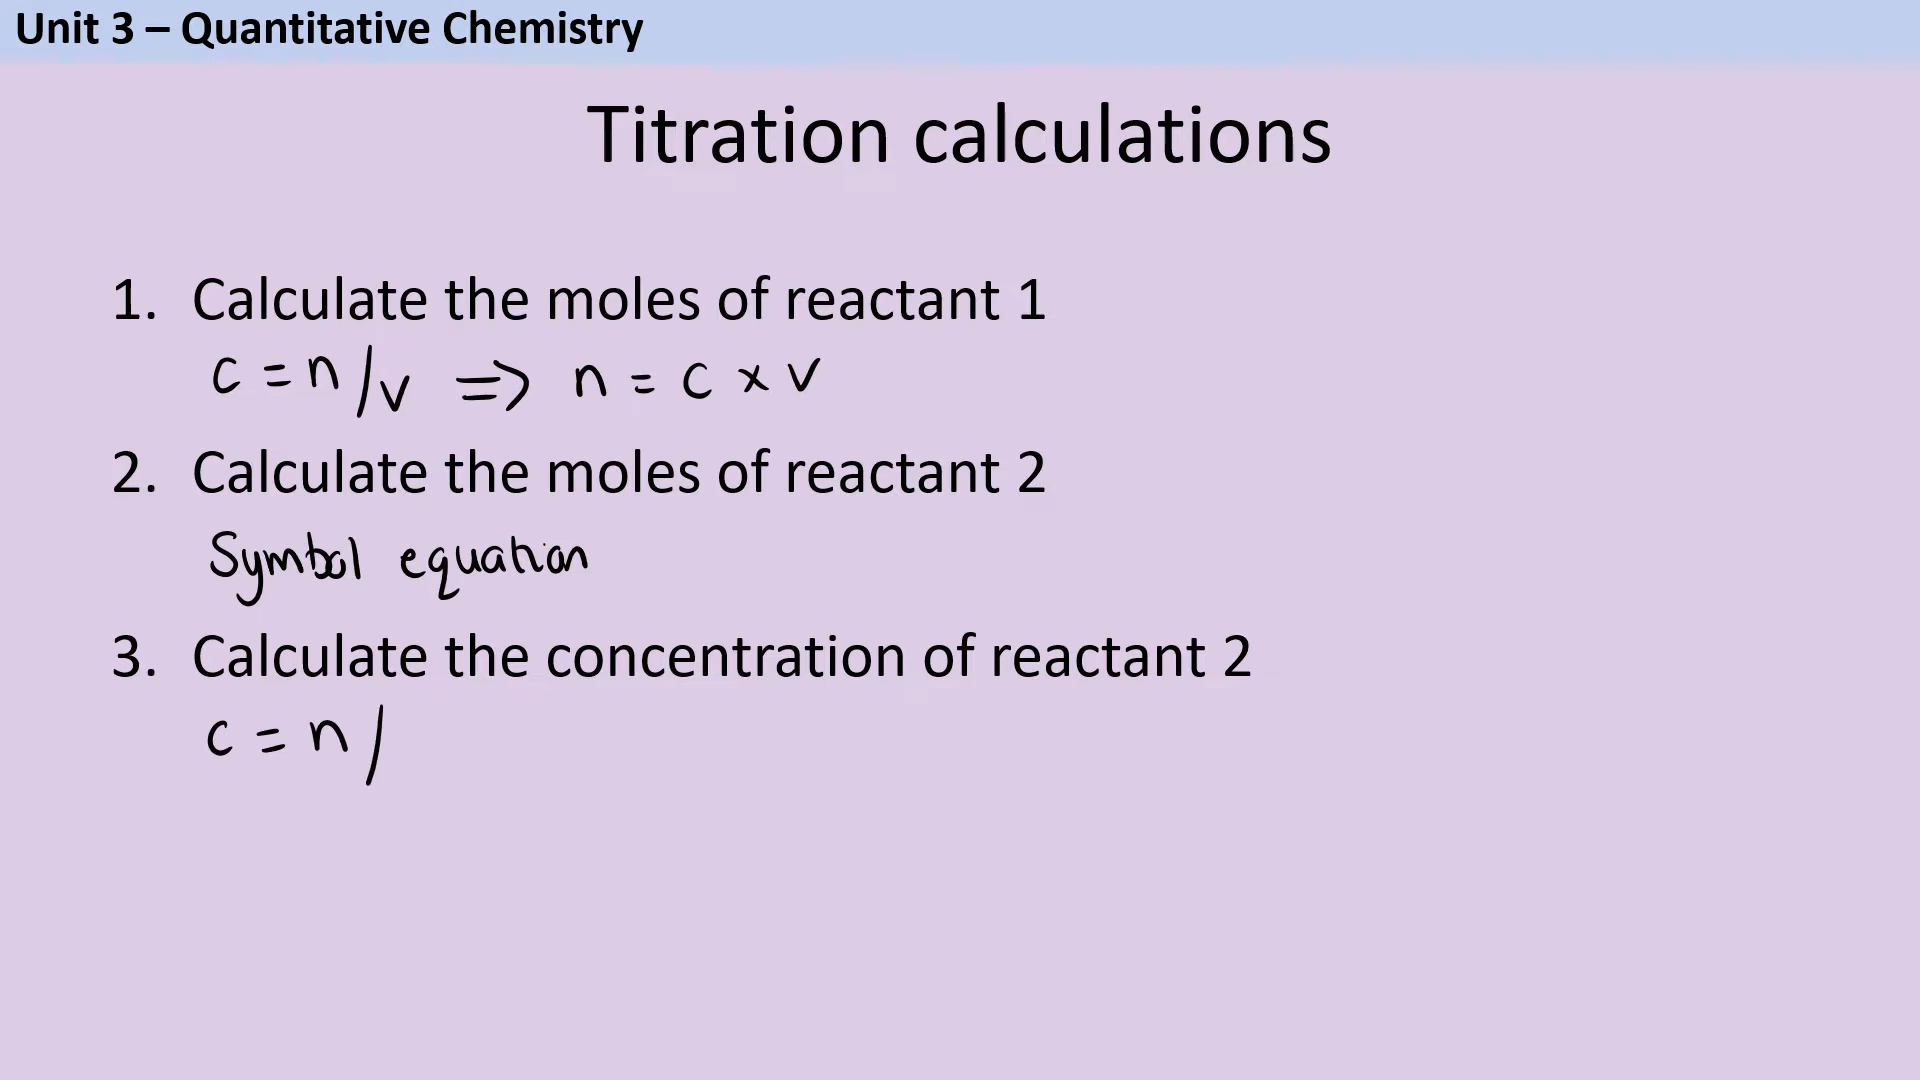 Unit 3 – Quantitative Chemistry
Titration calculations
1. Calculate the moles of reactant 1
c = n/v => n = c × v
2. Calculate the moles of reactant 2
Symbol equation
3. Calculate the concentration of reactant 2
c = n/